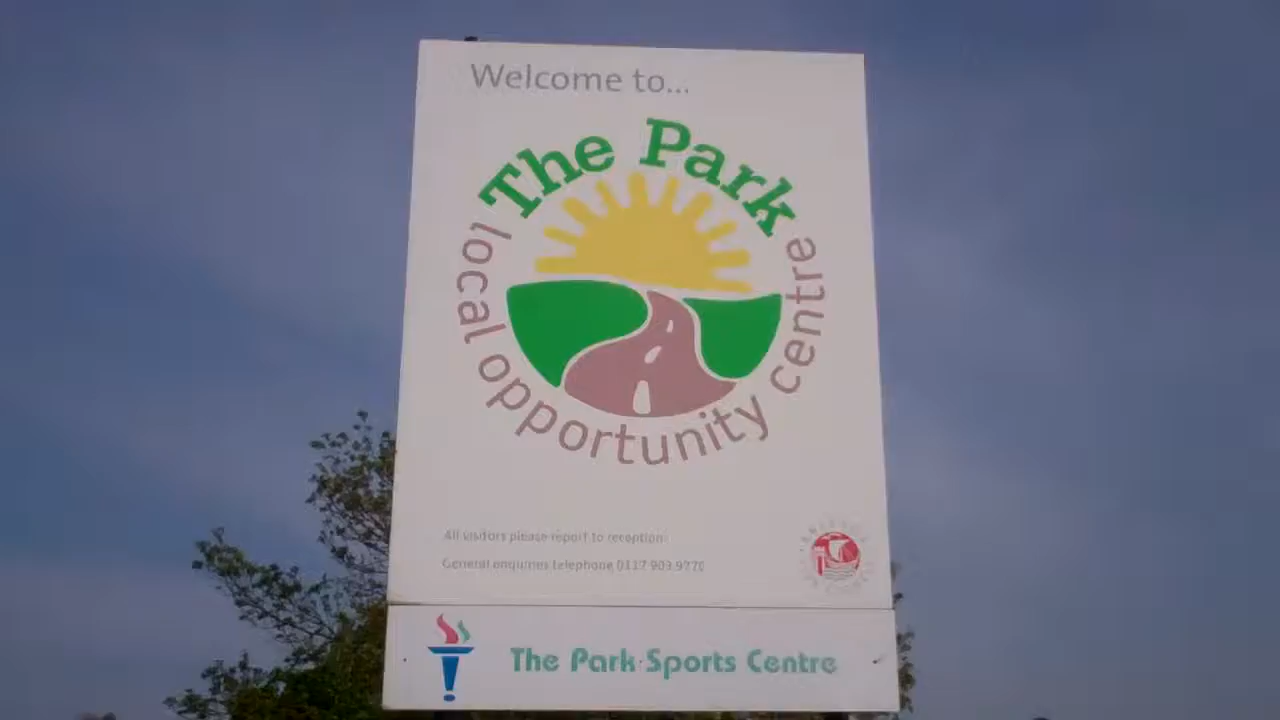 Welcome to...
The Park
local opportunity centre
All visitors please report to reception.
General enquiries telephone 0117 903 9770
The Park Sports Centre